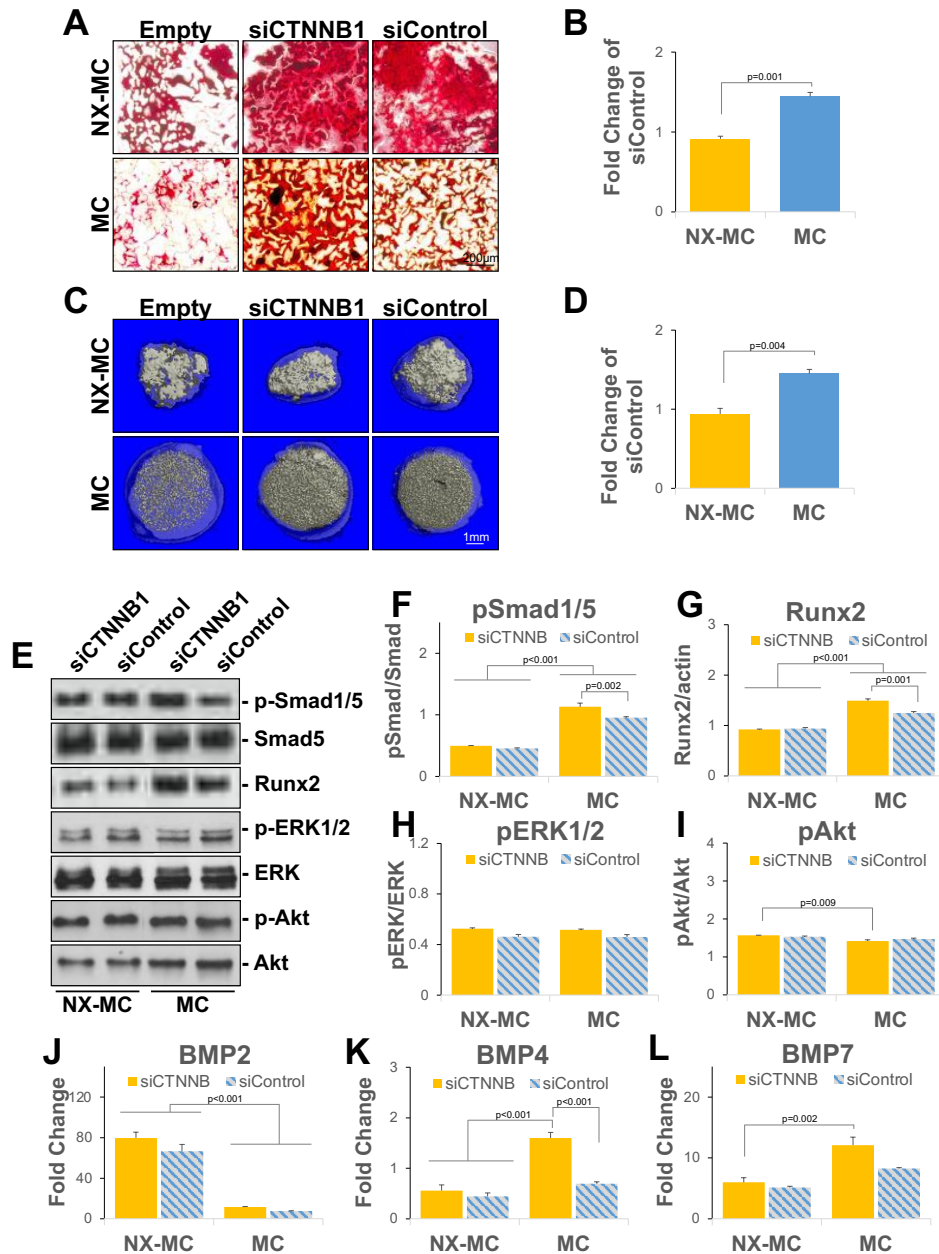 A
Empty
siCTNNB1
siControl
NX-MC
MC
200µm
B
Fold Change of
siControl
2
1
0
p=0.001
NX-MC
MC
C
Empty
siCTNNB1
siControl
NX-MC
MC
1mm
D
Fold Change of
siControl
2
1
0
p=0.004
NX-MC
MC
E
siCTNNB1
siControl
siCTNNB1
siControl
- p-Smad1/5
- Smad5
- Runx2
- p-ERK1/2
- ERK
- p-Akt
- Akt
NX-MC
MC
F
pSmad1/5
siCTNNB
siControl
pSmad/Smad
2
1
0
p<0.001
p=0.002
NX-MC
MC
G
Runx2
siCTNNB
siControl
Runx2/actin
3
2
1
0
p<0.001
p=0.001
NX-MC
MC
H
pERK1/2
siCTNNB
siControl
pERK/ERK
1.2
0.8
0.4
0
NX-MC
MC
I
pAkt
siCTNNB
siControl
pAkt/Akt
4
3
2
1
0
p=0.009
NX-MC
MC
J
BMP2
siCTNNB
siControl
Fold Change
120
80
40
0
p<0.001
NX-MC
MC
K
BMP4
siCTNNB
siControl
Fold Change
3
2
1
0
p<0.001
p<0.001
NX-MC
MC
L
BMP7
siCTNNB
siControl
Fold Change
20
10
0
p=0.002
NX-MC
MC